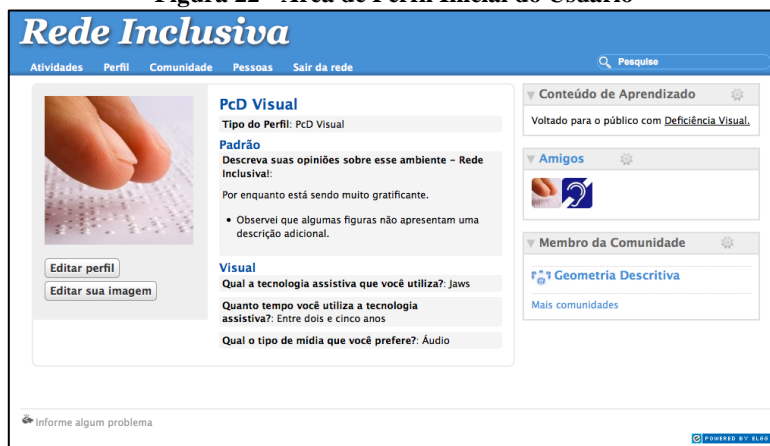 Figura 22 - Área de Perfil Inicial do Usuário
Rede Inclusiva
Atividades Perfil Comunidade Pessoas Sair da rede
Pesquise
PcD Visual
Tipo do Perfil: PcD Visual
Padrão
Descreva suas opiniões sobre esse ambiente – Rede
Inclusiva!:
Por enquanto está sendo muito gratificante.
• Observei que algumas figuras não apresentam uma
descrição adicional.
Editar perfil
Editar sua imagem
Visual
Qual a tecnologia assistiva que você utiliza?: Jaws
Quanto tempo você utiliza a tecnologia
assistiva?: Entre dois e cinco anos
Qual o tipo de mídia que você prefere?: Áudio
Conteúdo de Aprendizado
Voltado para o público com Deficiência Visual.
Amigos
Membro da Comunidade
Geometria Descritiva
Mais comunidades
Informe algum problema
POWERED BY ELGG